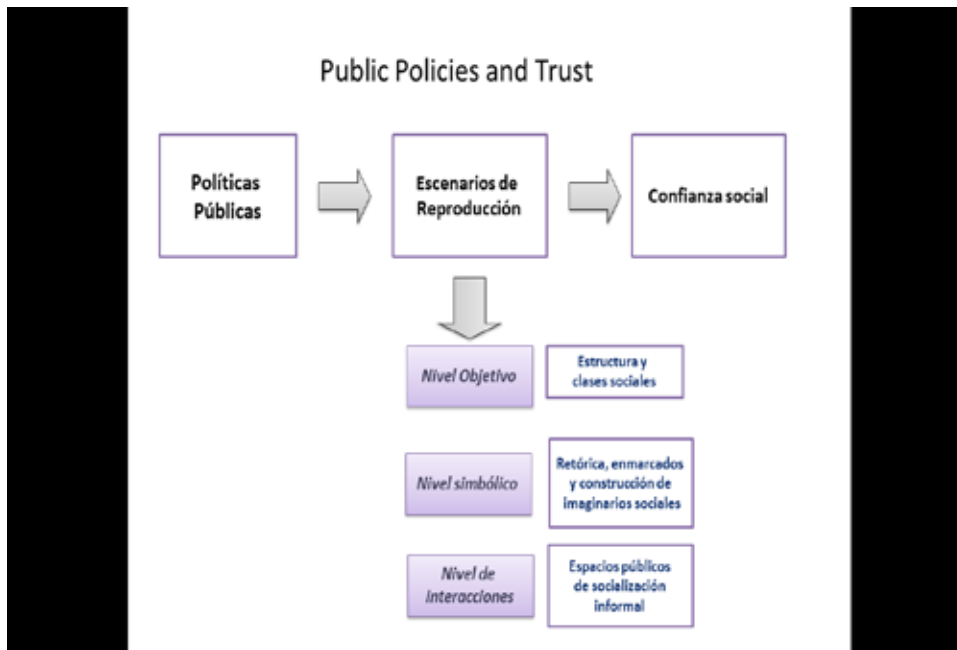 Public Policies and Trust
Políticas
Públicas
Escenarios de
Reproducción
Confianza social
Nivel Objetivo
Estructura y
clases sociales
Nivel simbólico
Retórica, enmarcados
y construcción de
imaginarios sociales
Nivel de
Interacciones
Espacios públicos
de socialización
informal